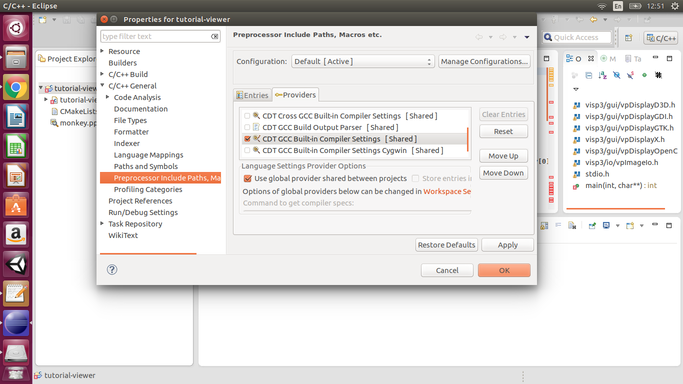 C/C++ - Eclipse
En
12:51
Properties for tutorial-viewer
type filter text
Resource
Builders
C/C++ Build
C/C++ General
Code Analysis
Documentation
File Types
Formatter
Indexer
Language Mappings
Paths and Symbols
Preprocessor Include Paths, Ma
Profiling Categories
Project References
Run/Debug Settings
Task Repository
WikiText
Preprocessor Include Paths, Macros etc.
Configuration: Default [ Active ] Manage Configurations...
Entries Providers
CDT Cross GCC Built-in Compiler Settings [ Shared ]
CDT GCC Build Output Parser [ Shared ]
CDT GCC Built-in Compiler Settings [ Shared ]
CDT GCC Built-in Compiler Settings Cygwin [ Shared ]
Clear Entries
Reset
Move Up
Move Down
Language Settings Provider Options
Use global provider shared between projects Store entries i
Options of global providers below can be changed in Workspace Se
Command to get compiler specs:
Restore Defaults Apply
Cancel OK
Project Explor
tutorial-view
tutorial-vi
CMakeLists
monkey.pp
Quick Access
C/C++
O
M
Ta
visp3/gui/vpDisplayD3D.h
visp3/gui/vpDisplayGDI.h
visp3/gui/vpDisplayGTK.h
visp3/gui/vpDisplayX.h
visp3/gui/vpDisplayOpenC
visp3/io/vpImageIo.h
stdio.h
main(int, char**) : int
[0]
tutorial-viewer